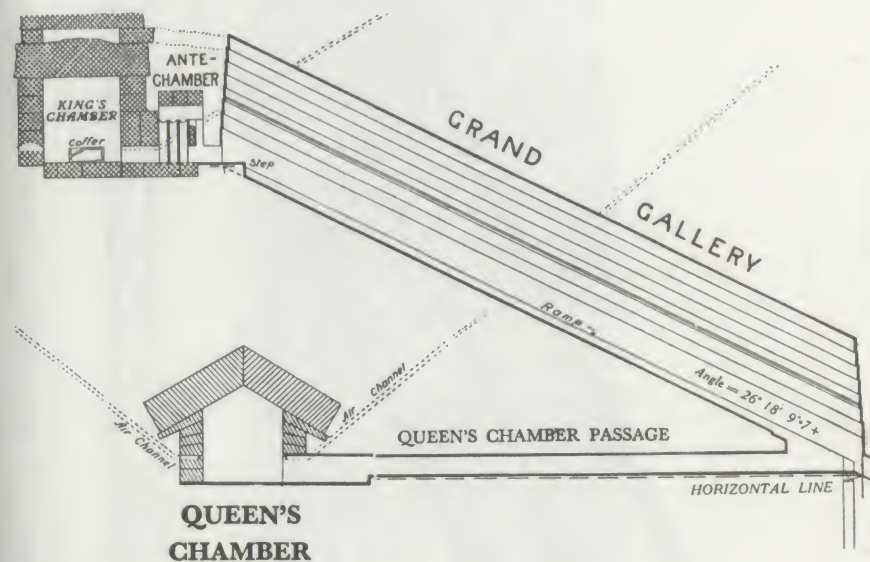 ANTE-
CHAMBER
KING'S
CHAMBER
Coffer
Step
GRAND
GALLERY
Ramp
Angle = 26° 18' 9"·7 +
Air Channel
Air Channel
QUEEN'S CHAMBER PASSAGE
HORIZONTAL LINE
QUEEN'S
CHAMBER